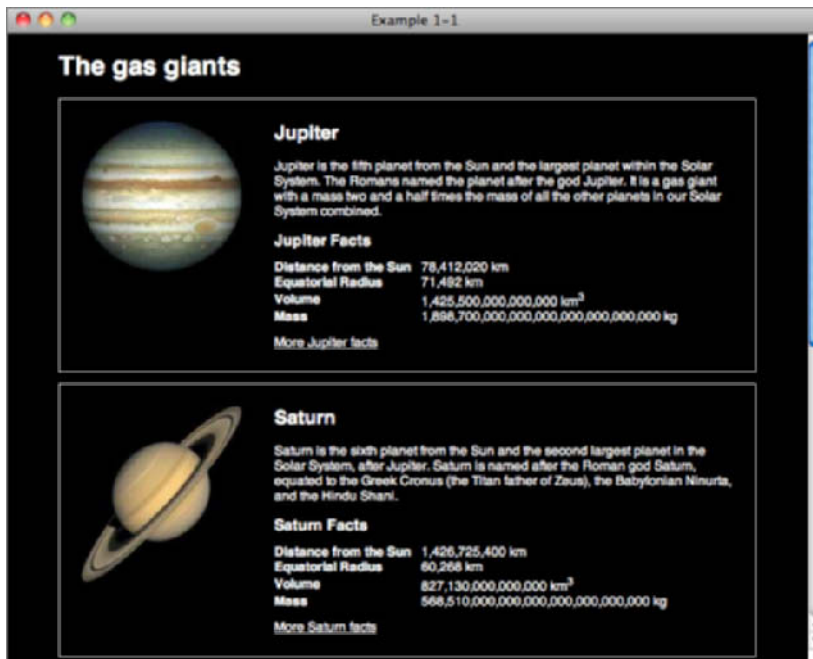 Example 1-1
The gas giants
Jupiter
Jupiter is the fifth planet from the Sun and the largest planet within the Solar
System. The Romans named the planet after the god Jupiter. It is a gas giant
with a mass two and a half times the mass of all the other planets in our Solar
System combined.
Jupiter Facts
Distance from the Sun 78,412,020 km
Equatorial Radius 71,492 km
Volume 1,425,500,000,000,000 km³
Mass 1,898,700,000,000,000,000,000,000,000 kg
More Jupiter facts
Saturn
Saturn is the sixth planet from the Sun and the second largest planet in the
Solar System, after Jupiter. Saturn is named after the Roman god Saturn,
equated to the Greek Cronus (the Titan father of Zeus), the Babylonian Ninurta,
and the Hindu Shani.
Saturn Facts
Distance from the Sun 1,426,725,400 km
Equatorial Radius 60,268 km
Volume 827,130,000,000,000 km³
Mass 568,510,000,000,000,000,000,000,000 kg
More Saturn facts